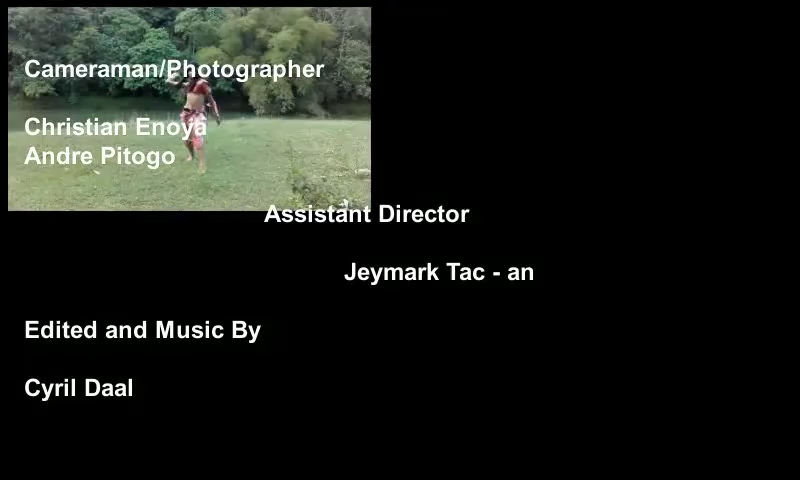 Cameraman/Photographer
Christian Enoya
Andre Pitogo
Assistant Director
Jeymark Tac - an
Edited and Music By
Cyril Daal